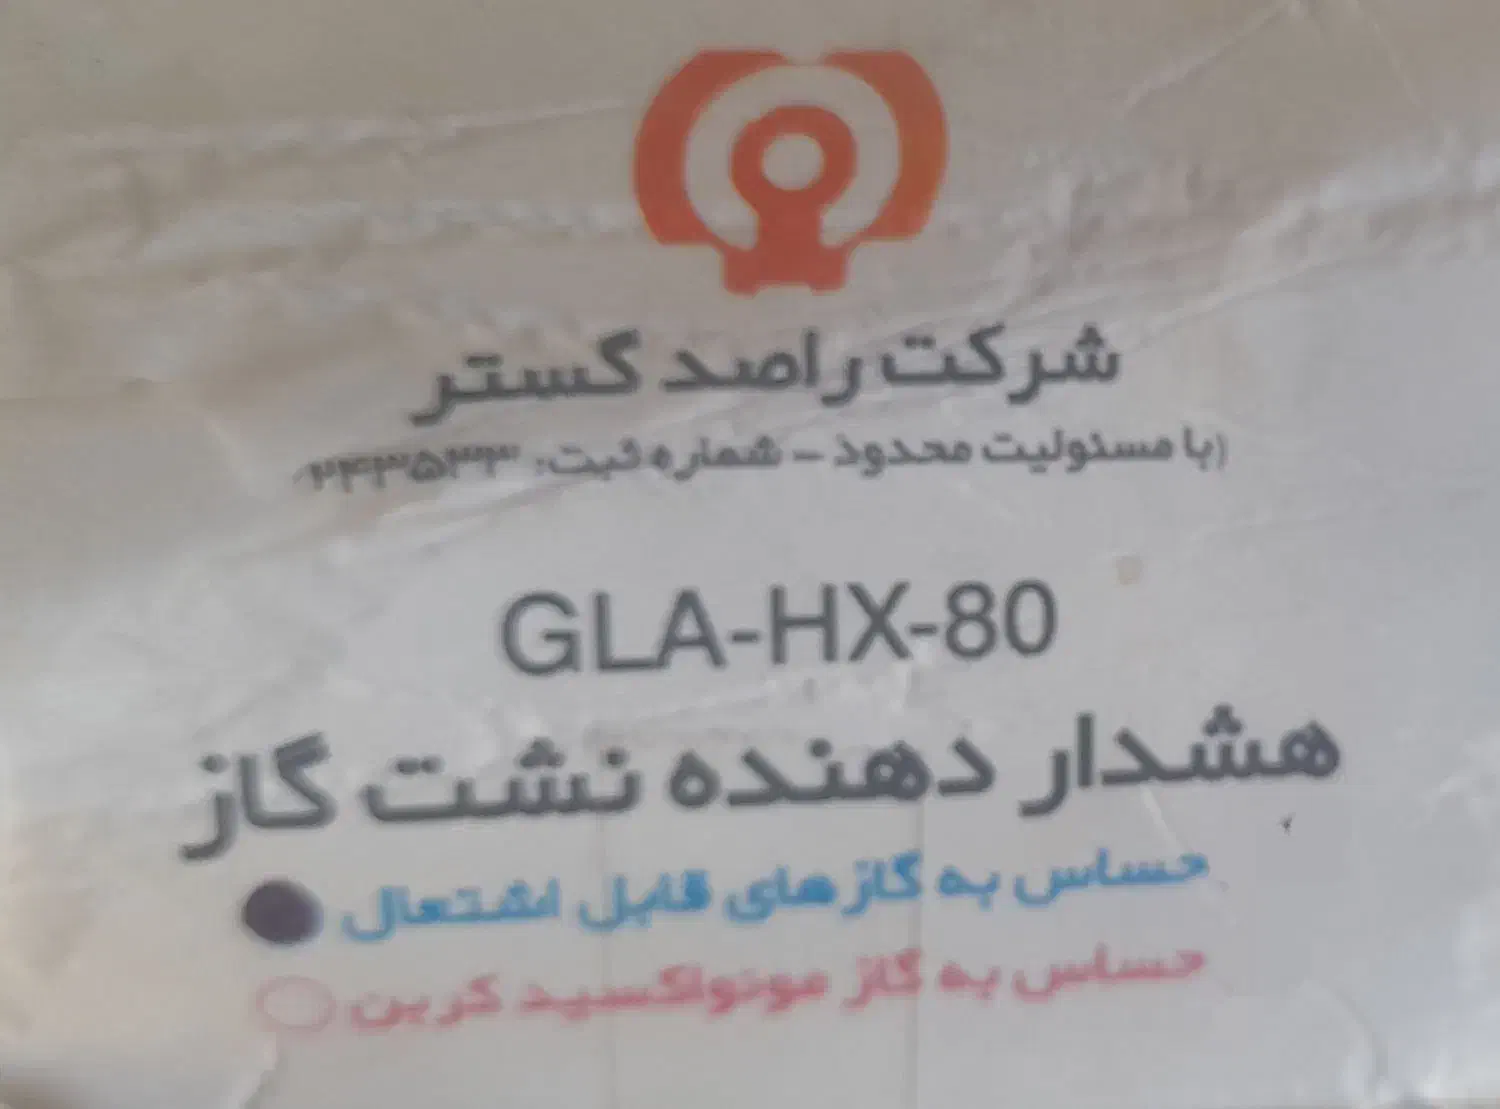 شرکت راصد گستر
(با مسئولیت محدود – شماره ثبت: ۲۴۳۵۳۳
GLA-HX-80
هشدار دهنده نشت گاز
حساس به گازهای قابل اشتعال
حساس به گاز مونواکسید کربن